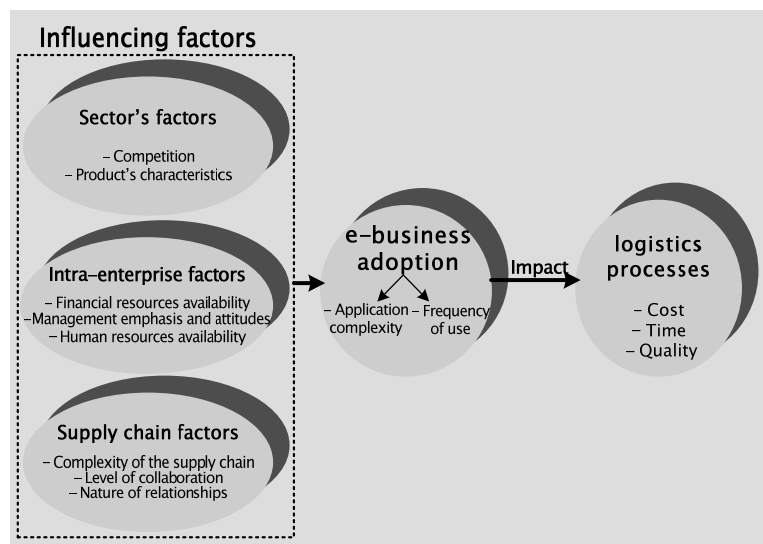 Influencing factors
Sector's factors
– Competition
– Product's characteristics
Intra–enterprise factors
– Financial resources availability
–Management emphasis and attitudes
– Human resources availability
Supply chain factors
– Complexity of the supply chain
– Level of collaboration
– Nature of relationships
e–business
adoption
– Application
complexity
– Frequency
of use
Impact
logistics
processes
– Cost
– Time
– Quality